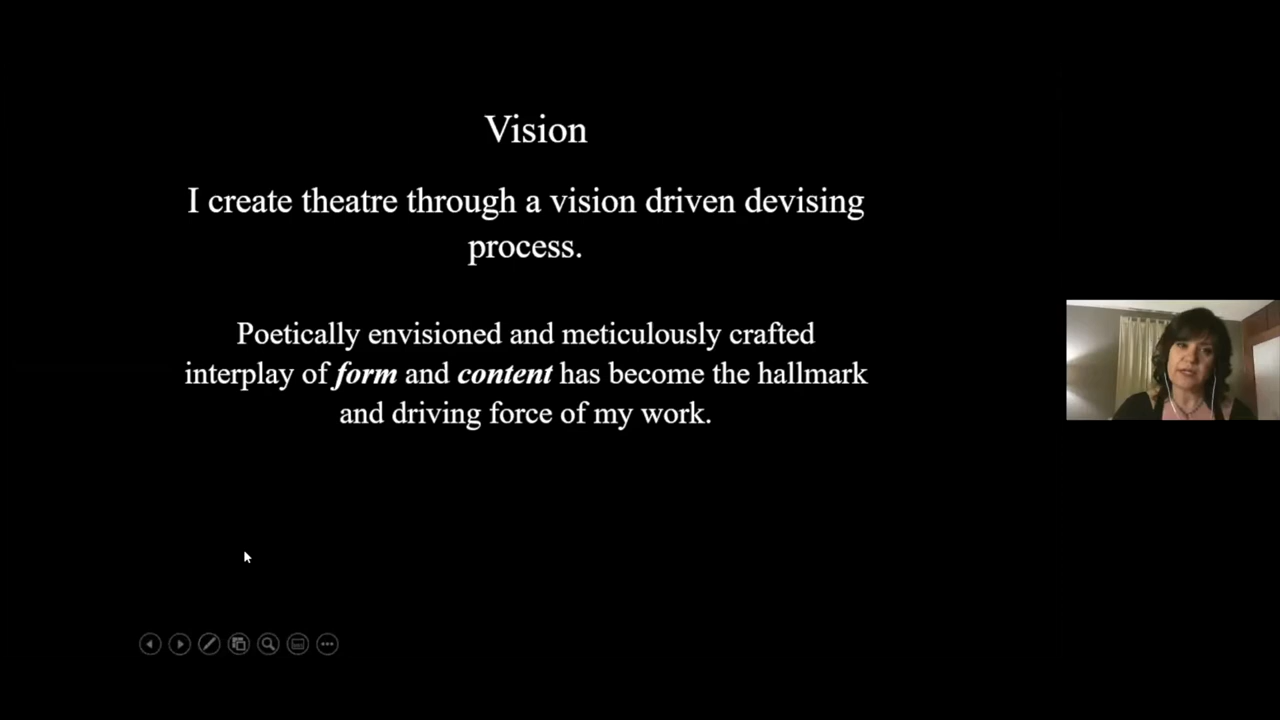 Vision
I create theatre through a vision driven devising
process.
Poetically envisioned and meticulously crafted
interplay of form and content has become the hallmark
and driving force of my work.